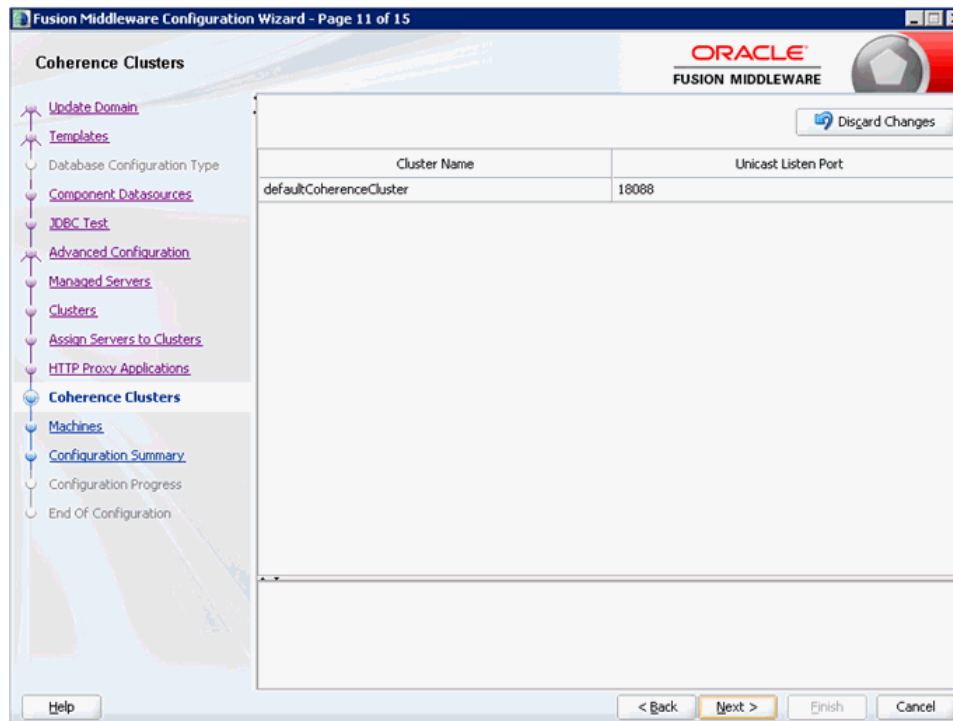 Fusion Middleware Configuration Wizard - Page 11 of 15
Coherence Clusters
ORACLE
FUSION MIDDLEWARE
Update Domain
Templates
Database Configuration Type
Component Datasources
JDBC Test
Advanced Configuration
Managed Servers
Clusters
Assign Servers to Clusters
HTTP Proxy Applications
Coherence Clusters
Machines
Configuration Summary
Configuration Progress
End Of Configuration
Discard Changes
Cluster Name Unicast Listen Port
defaultCoherenceCluster 18088
Help < Back Next > Finish Cancel